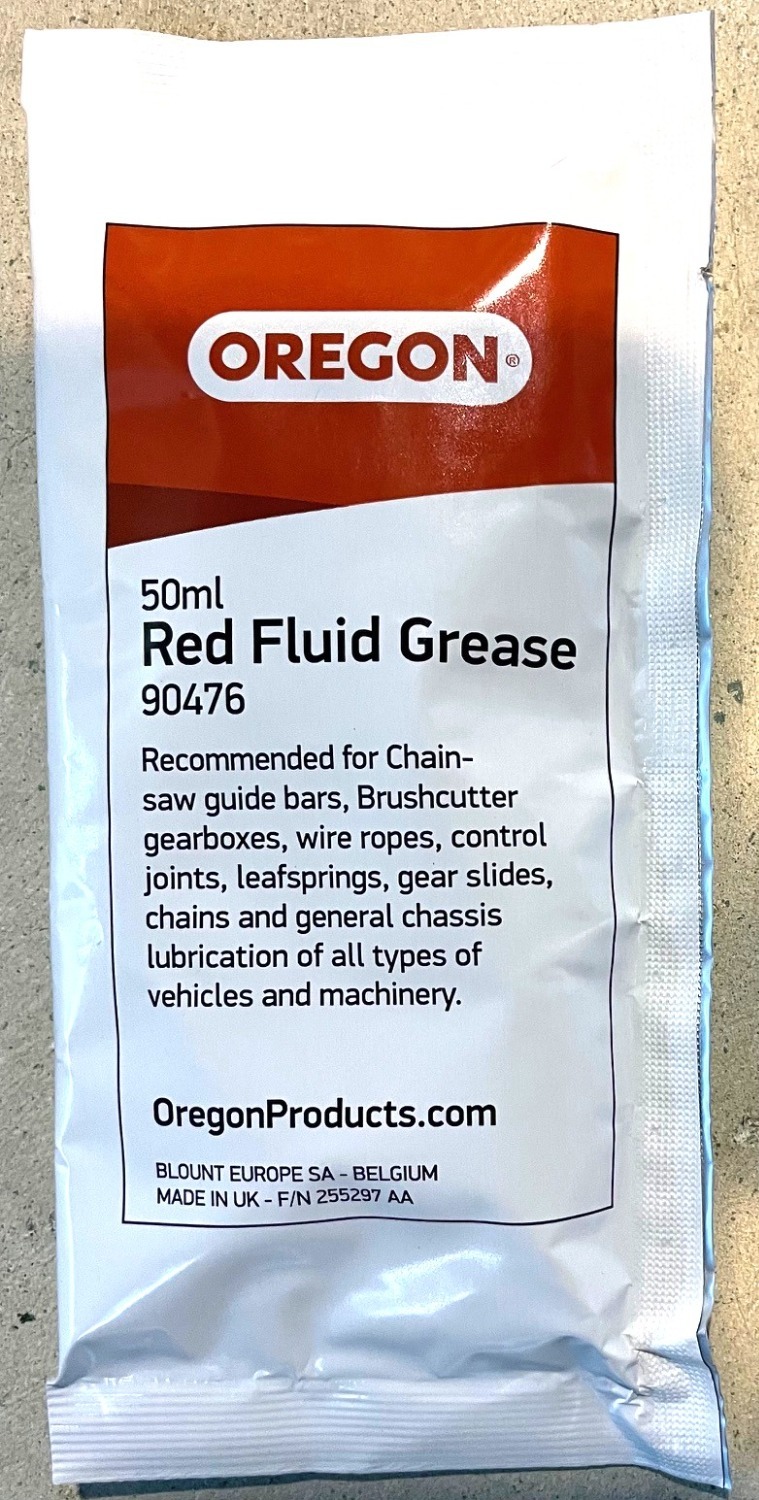 OREGON®
50ml
Red Fluid Grease
90476
Recommended for Chain-
saw guide bars, Brushcutter
gearboxes, wire ropes, control
joints, leafsprings, gear slides,
chains and general chassis
lubrication of all types of
vehicles and machinery.
OregonProducts.com
BLOUNT EUROPE SA - BELGIUM
MADE IN UK - F/N 255297 AA